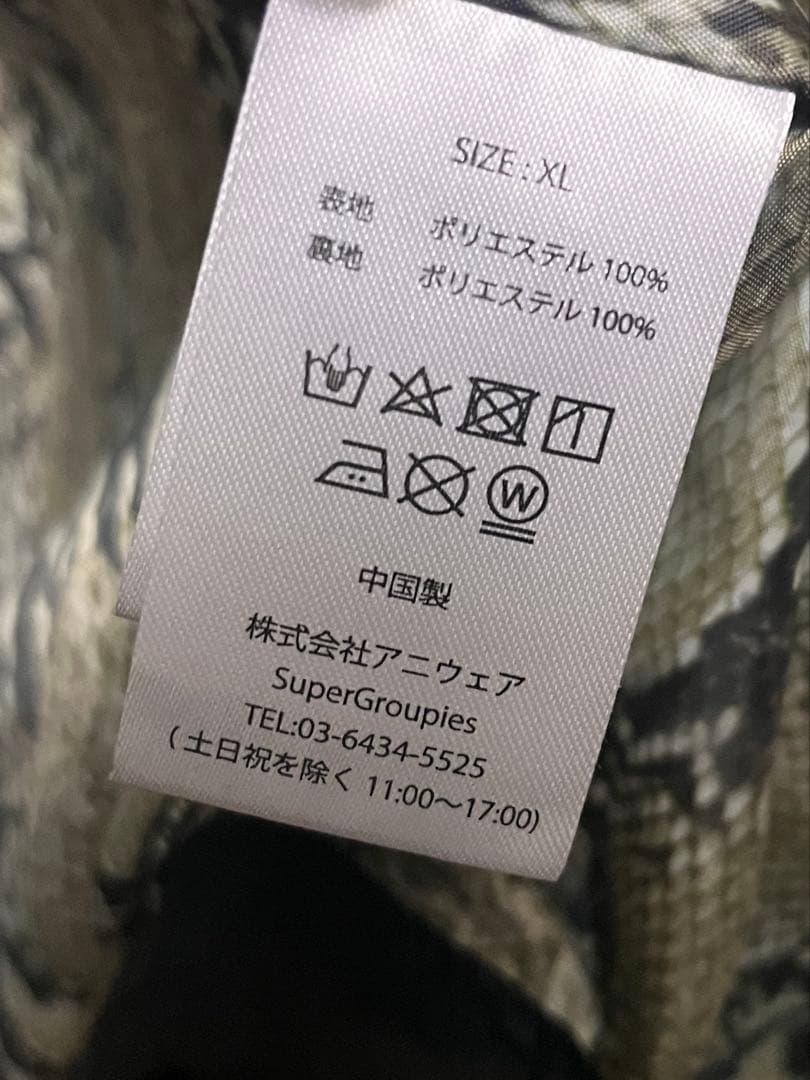 SIZE : XL
表地 ポリエステル 100%
裏地 ポリエステル 100%
W
中国製
株式会社アニウェア
SuperGroupies
TEL:03-6434-5525
(土日祝を除く 11:00〜17:00)